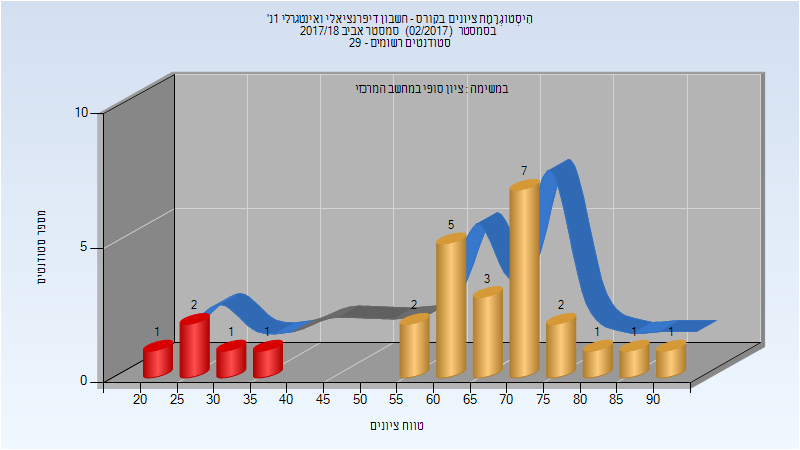 היסטוגרמת ציונים בקורס - חשבון דיפרנציאלי ואינטגרלי 1נ'
בסמסטר (02/2017) סמסטר אביב 2017/18
סטודנטים רשומים - 29
במשימה : ציון סופי במחשב המרכזי
10
5
0
מספר סטודנטים
1
2
1
1
2
5
3
7
2
1
1
1
20 25 30 35 40 45 50 55 60 65 70 75 80 85 90
טווח ציונים